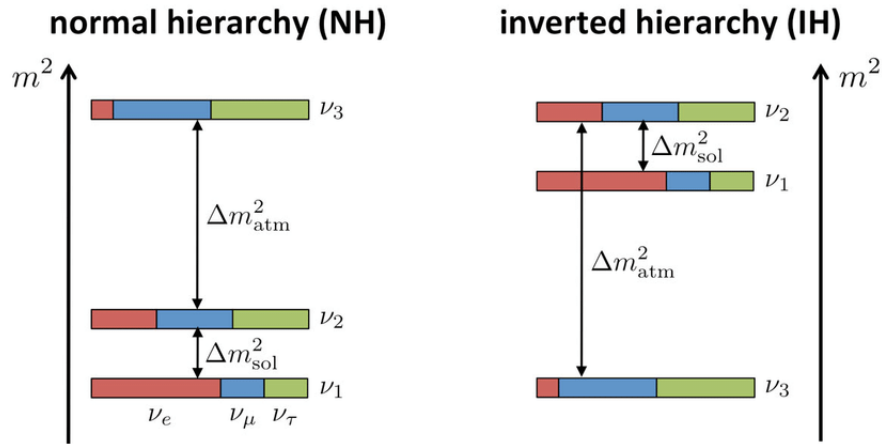 normal hierarchy (NH)
m²
ν₃
Δm²atm
ν₂
Δm²sol
ν₁
νe νμ ντ
inverted hierarchy (IH)
m²
ν₂
Δm²sol
ν₁
Δm²atm
ν₃